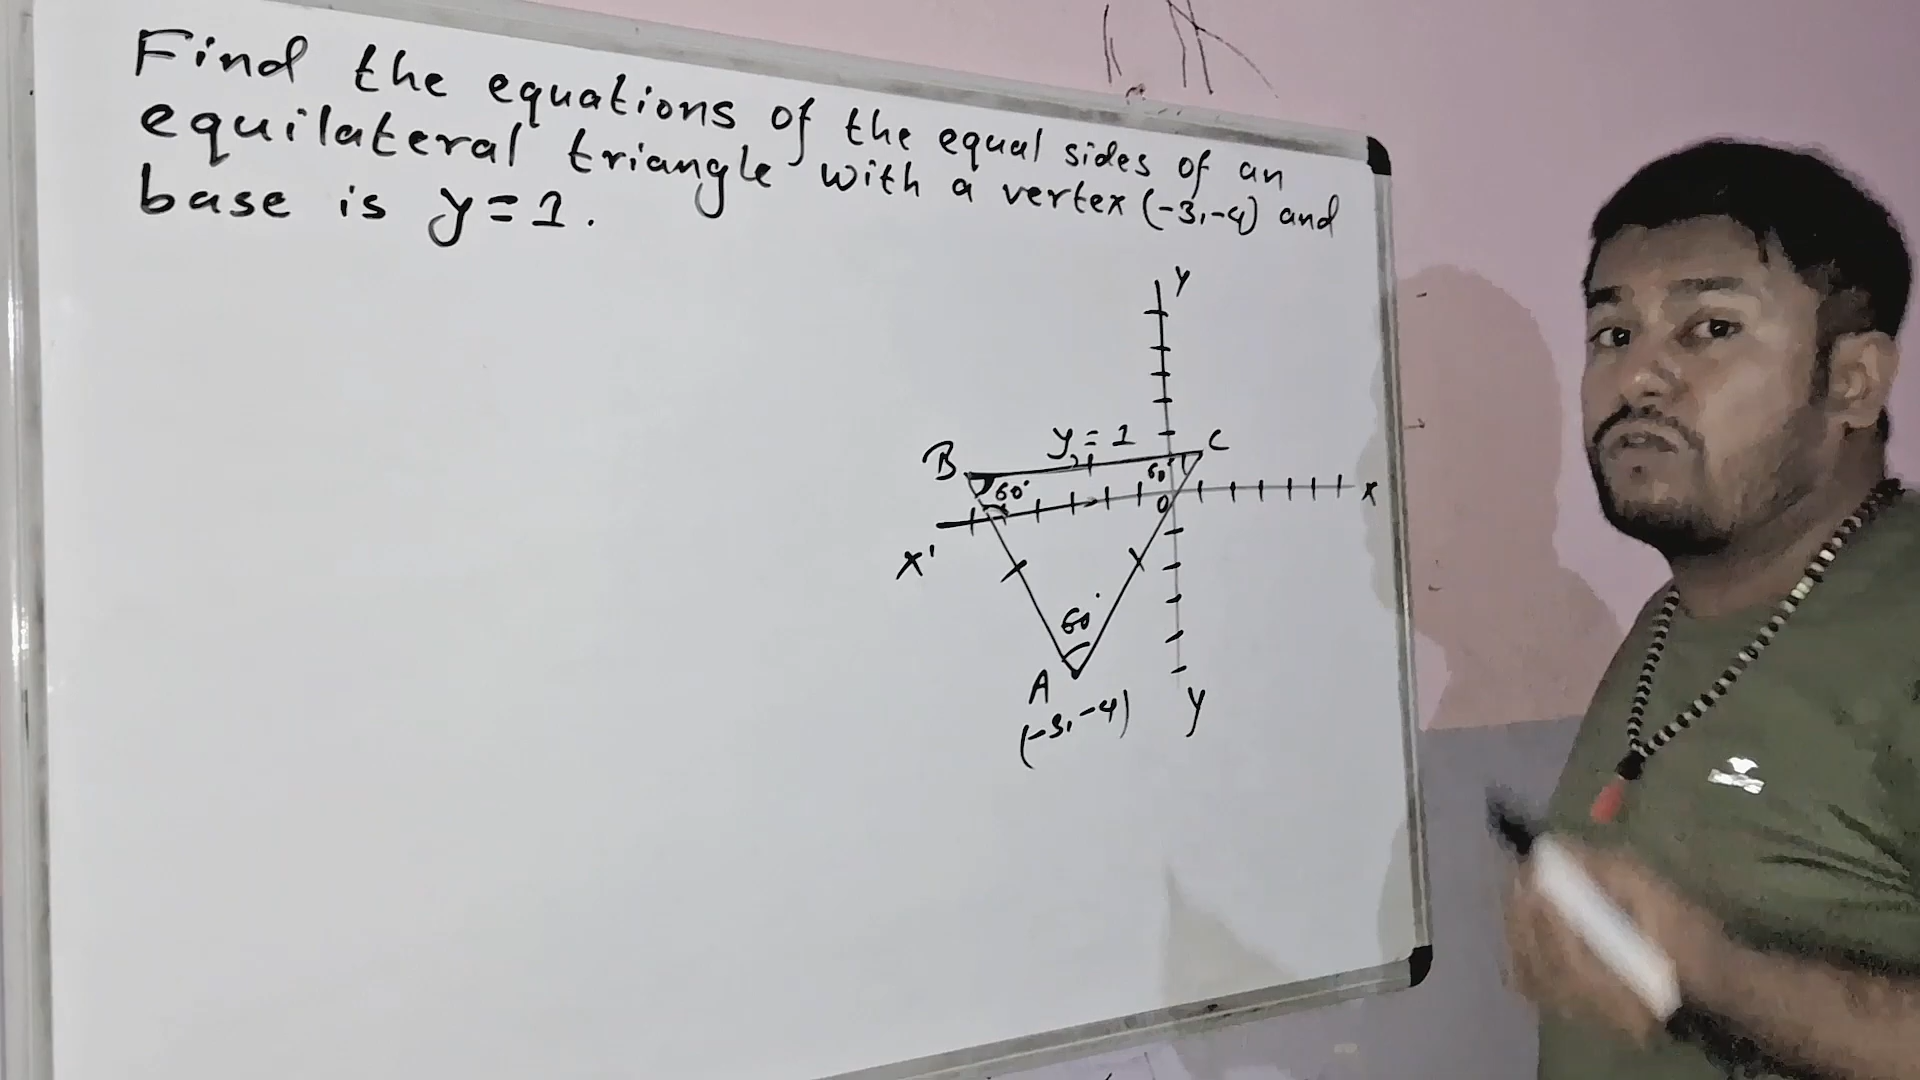 Find the equations of the equal sides of an
equilateral triangle with a vertex (-3,-4) and
base is y=1.
Y
y=1
B
C
60°
60°
X
O
X'
60°
A
(-3,-4)
y